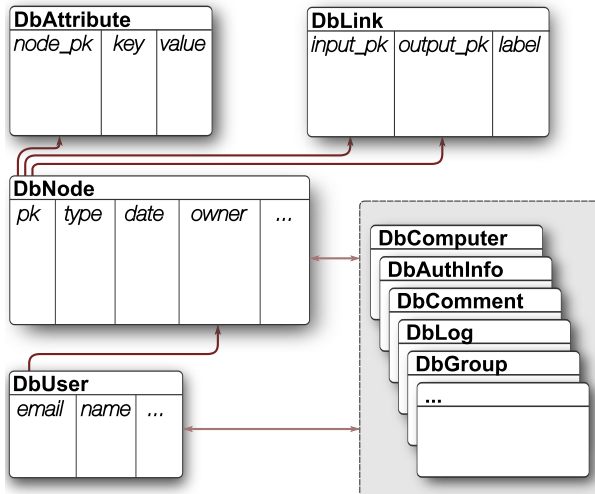 DbAttribute
node_pk key value
DbLink
input_pk output_pk label
DbNode
pk type date owner ...
DbUser
email name ...
DbComputer
DbAuthInfo
DbComment
DbLog
DbGroup
...